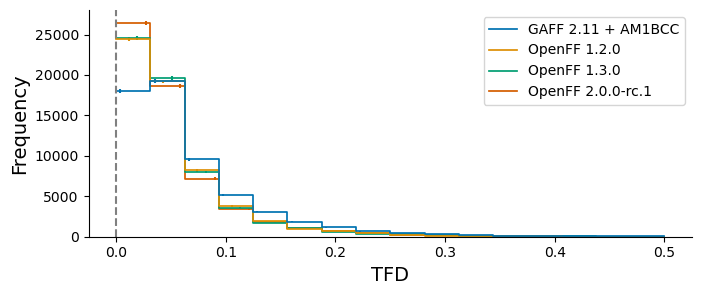 25000
20000
15000
10000
5000
0
Frequency
GAFF 2.11 + AM1BCC
OpenFF 1.2.0
OpenFF 1.3.0
OpenFF 2.0.0-rc.1
0.0 0.1 0.2 0.3 0.4 0.5
TFD